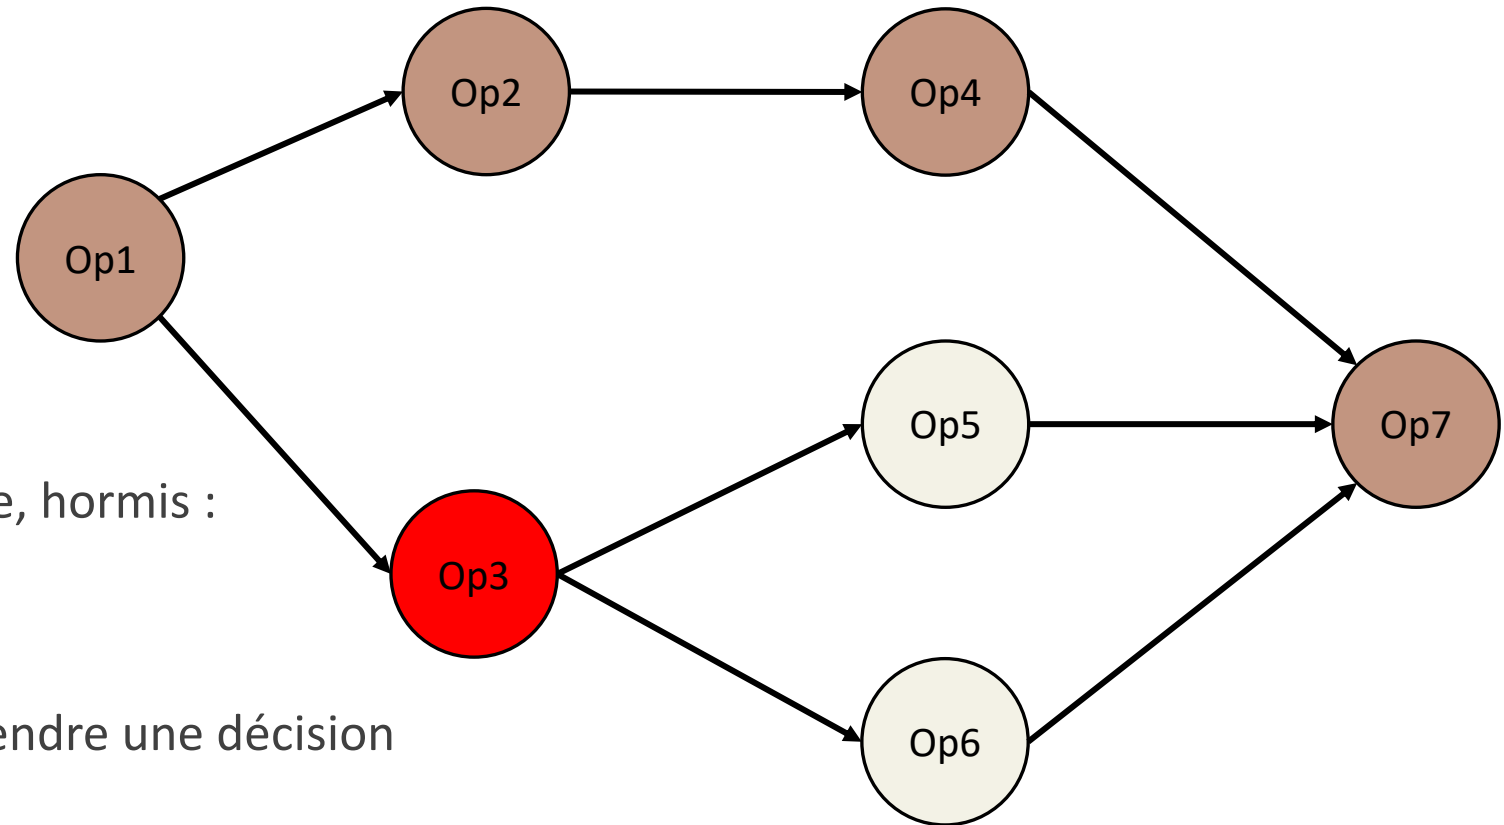 Op2
Op4
Op1
Op5
Op7
e, hormis :
Op3
endre une décision
Op6